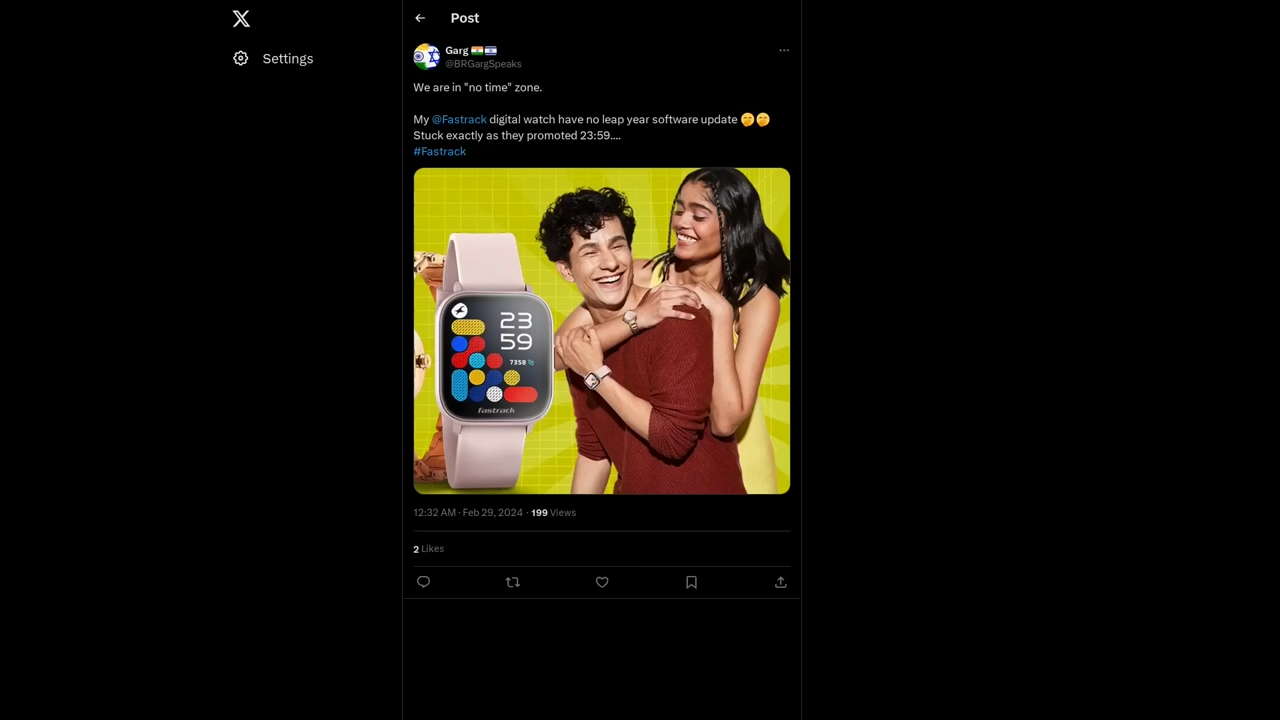 Post
Settings
Garg 🇮🇳🇮🇱
@BRGargSpeaks
We are in "no time" zone.
My @Fastrack digital watch have no leap year software update 🤭🤭
Stuck exactly as they promoted 23:59....
#Fastrack
23
59
7358
fastrack
12:32 AM · Feb 29, 2024 · 199 Views
2 Likes